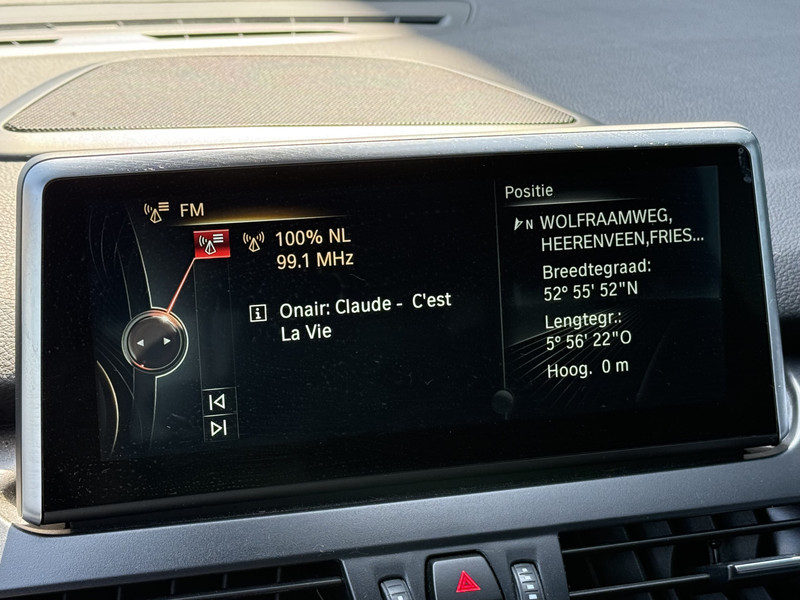 FM
100% NL
99.1 MHz
Onair: Claude - C'est
La Vie
Positie
N WOLFRAAMWEG,
HEERENVEEN,FRIES...
Breedtegraad:
52° 55' 52"N
Lengtegr.:
5° 56' 22"O
Hoog. 0 m